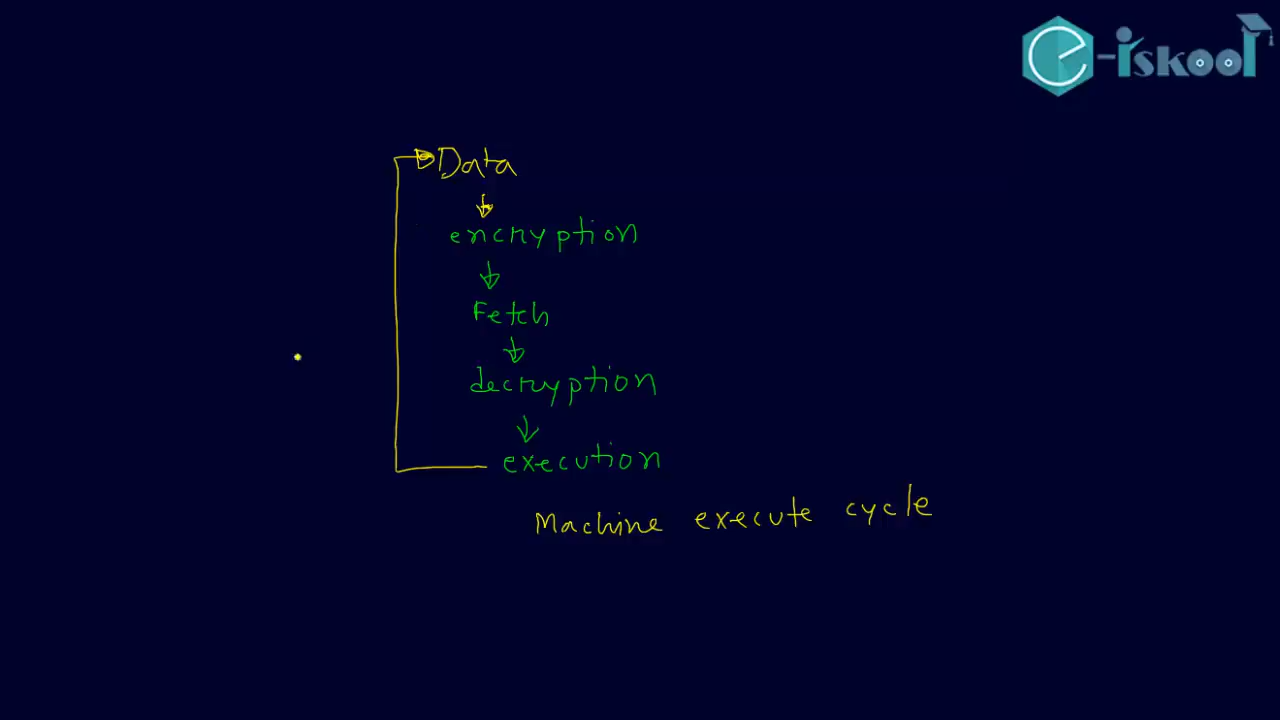 e-iskool
Data
encryption
Fetch
decryption
execution
Machine execute cycle